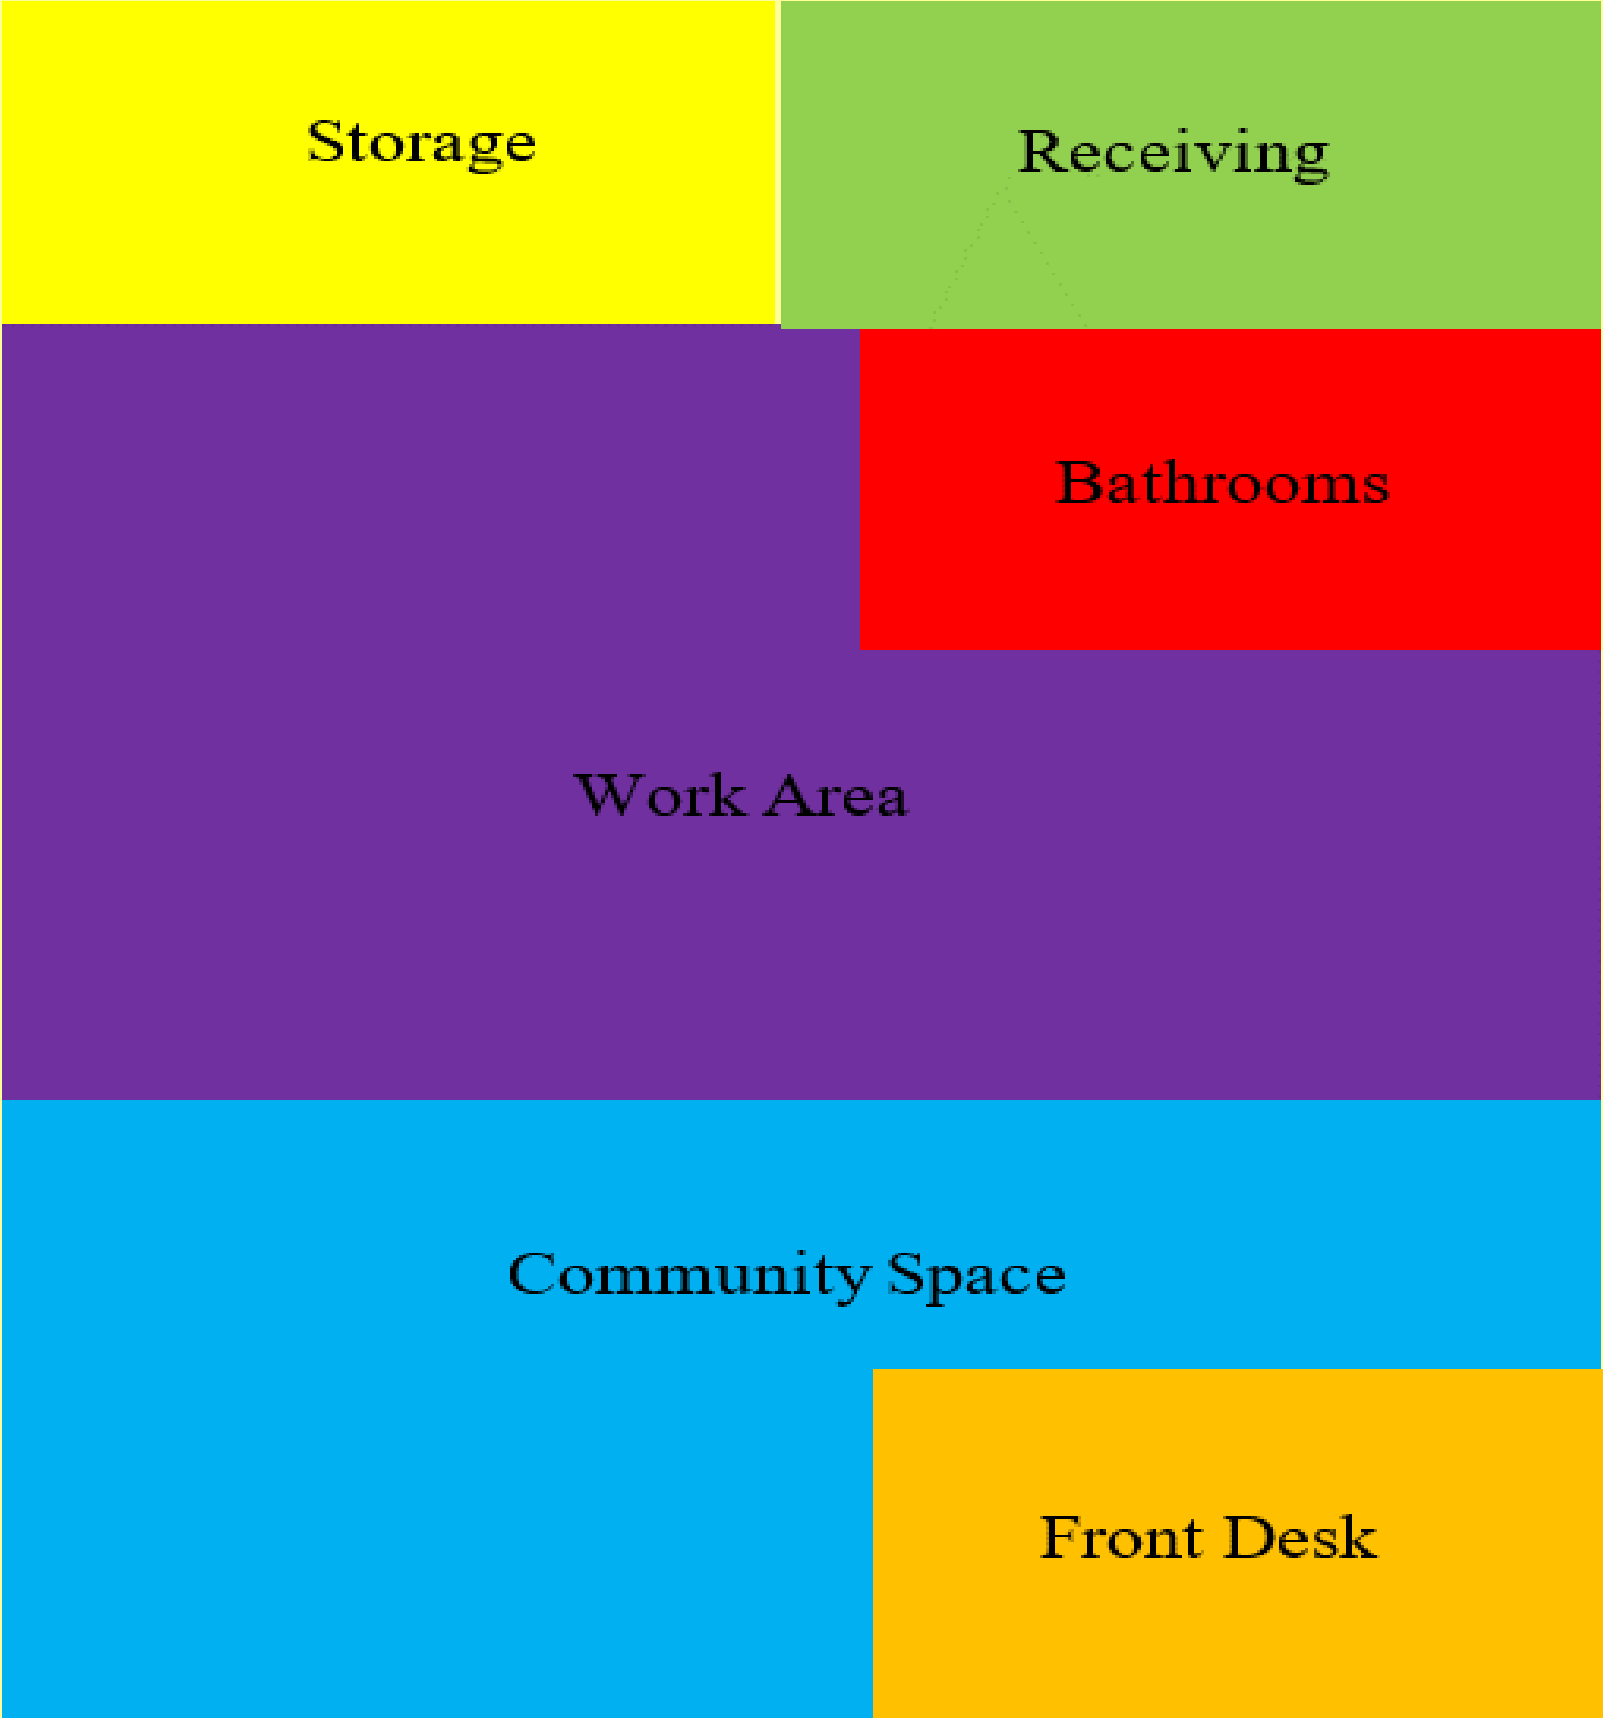 Storage
Receiving
Bathrooms
Work Area
Community Space
Front Desk